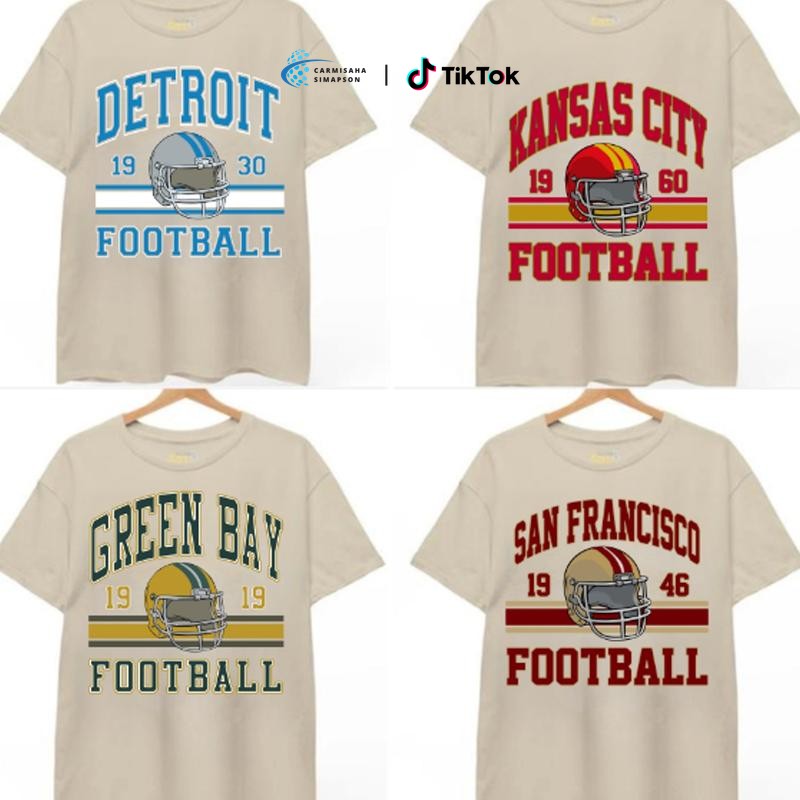 CARMISAHA
SIMAPSON
TikTok
DETROIT
19 30
FOOTBALL
KANSAS CITY
19 60
FOOTBALL
GREEN BAY
19 19
FOOTBALL
SAN FRANCISCO
19 46
FOOTBALL